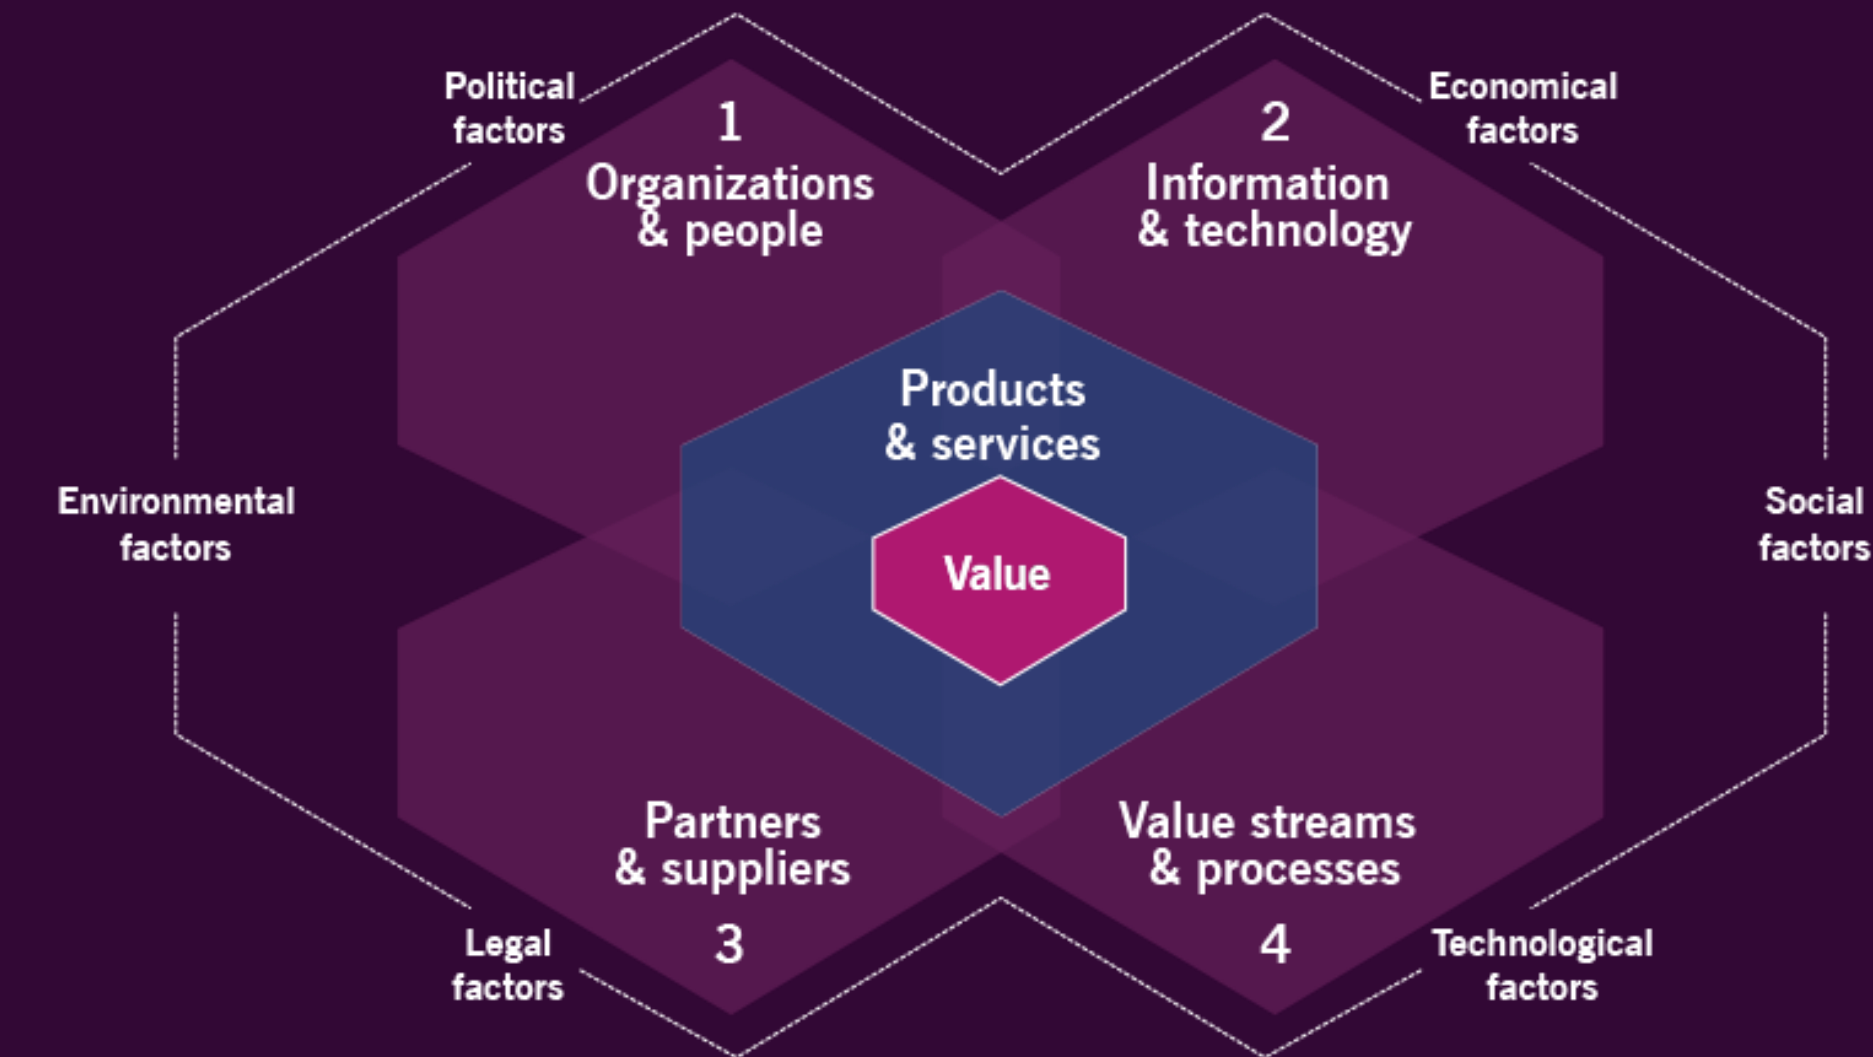 Political
factors
1
Organizations
& people
2
Information
& technology
Economical
factors
Products
& services
Value
Environmental
factors
Social
factors
Partners
& suppliers
3
Value streams
& processes
4
Legal
factors
Technological
factors